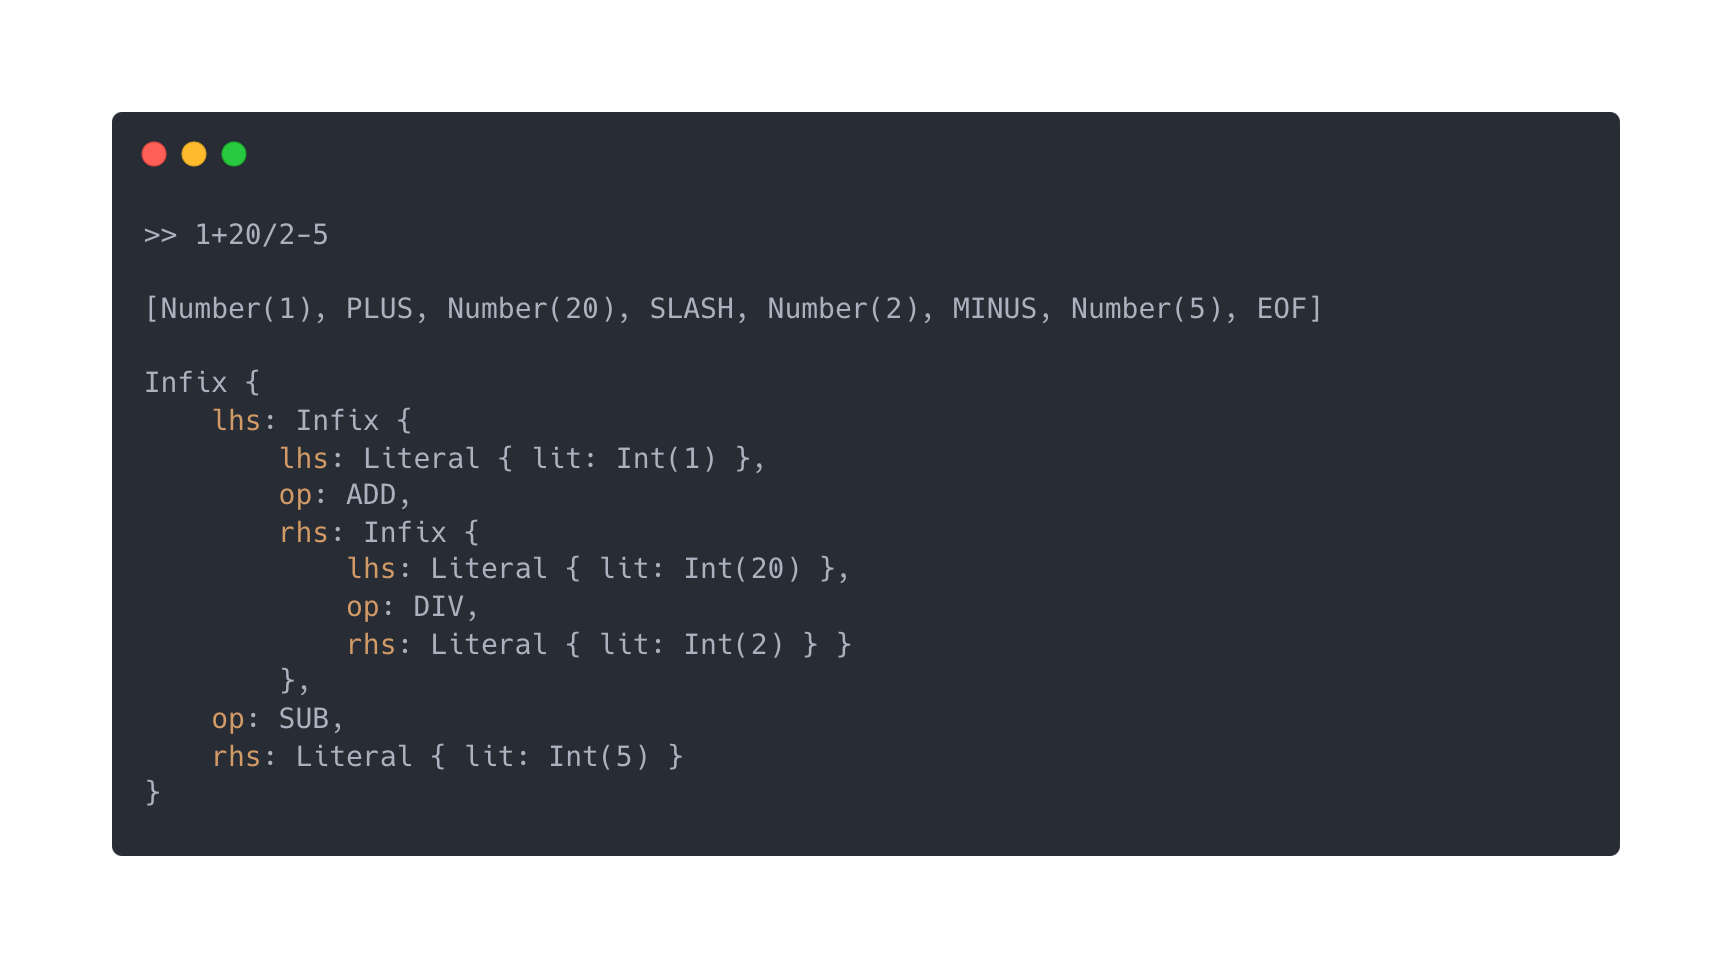 >> 1+20/2-5
[Number(1), PLUS, Number(20), SLASH, Number(2), MINUS, Number(5), EOF]
Infix {
    lhs: Infix {
        lhs: Literal { lit: Int(1) },
        op: ADD,
        rhs: Infix {
            lhs: Literal { lit: Int(20) },
            op: DIV,
            rhs: Literal { lit: Int(2) } }
        },
    op: SUB,
    rhs: Literal { lit: Int(5) }
}